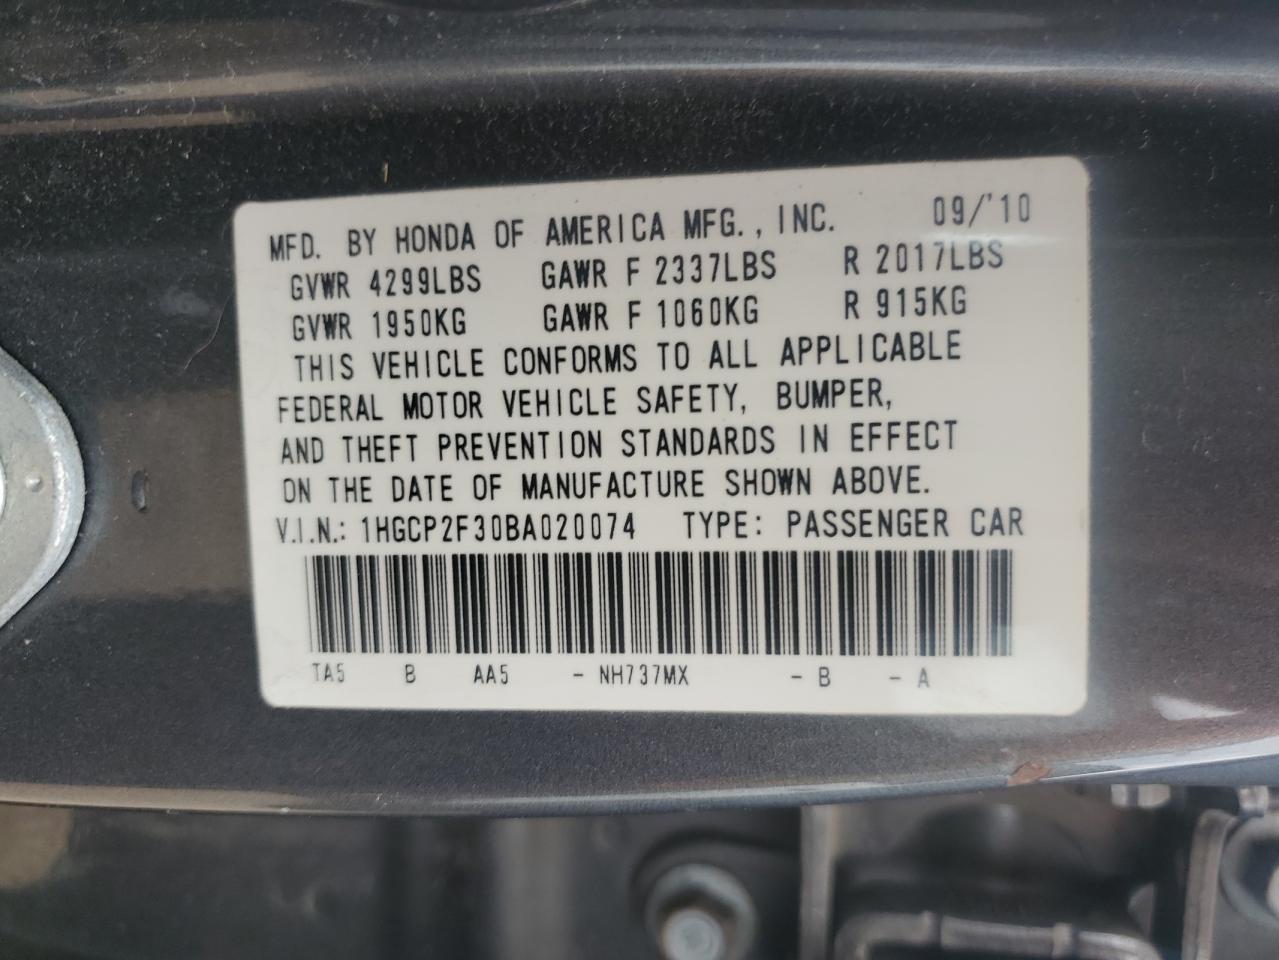 MFD. BY HONDA OF AMERICA MFG., INC. 09/'10
GVWR 4299LBS GAWR F 2337LBS R 2017LBS
GVWR 1950KG GAWR F 1060KG R 915KG
THIS VEHICLE CONFORMS TO ALL APPLICABLE
FEDERAL MOTOR VEHICLE SAFETY, BUMPER,
AND THEFT PREVENTION STANDARDS IN EFFECT
ON THE DATE OF MANUFACTURE SHOWN ABOVE.
V.I.N.: 1HGCP2F30BA020074 TYPE: PASSENGER CAR
TA5 B AA5 - NH737MX - B - A